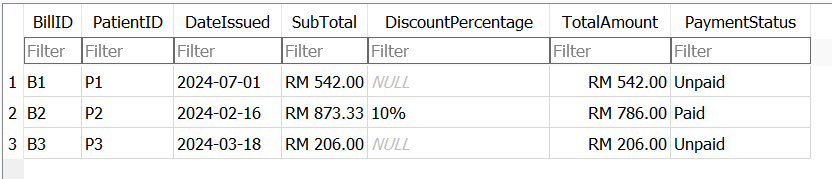 BillID PatientID DateIssued SubTotal DiscountPercentage TotalAmount PaymentStatus
Filter Filter Filter Filter Filter Filter Filter
1 B1 P1 2024-07-01 RM 542.00 NULL RM 542.00 Unpaid
2 B2 P2 2024-02-16 RM 873.33 10% RM 786.00 Paid
3 B3 P3 2024-03-18 RM 206.00 NULL RM 206.00 Unpaid